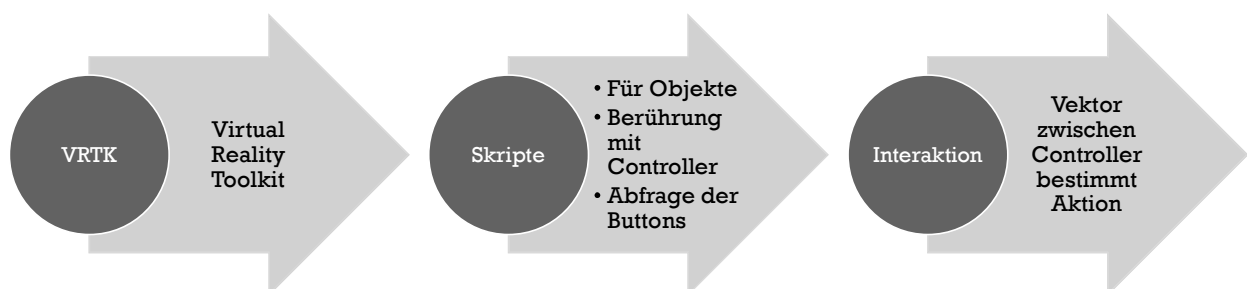 VRTK
Virtual
Reality
Toolkit
Skripte
• Für Objekte
• Berührung
mit
Controller
• Abfrage der
Buttons
Interaktion
Vektor
zwischen
Controller
bestimmt
Aktion